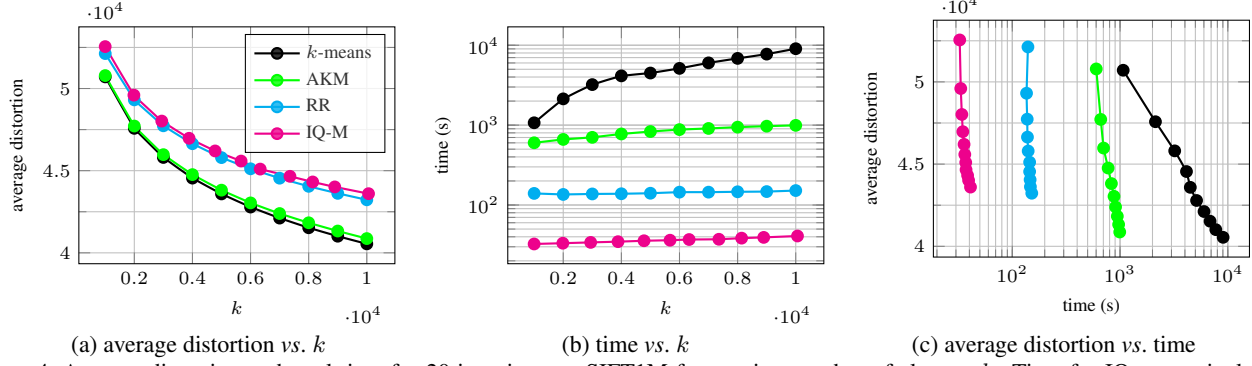 ·10⁴
5
4.5
4
average distortion
k-means
AKM
RR
IQ-M
0.2
0.4
0.6
0.8
1
k
·10⁴
(a) average distortion vs. k
10⁴
10³
10²
time (s)
0.2
0.4
0.6
0.8
1
k
·10⁴
(b) time vs. k
·10⁴
5
4.5
4
average distortion
10²
10³
10⁴
time (s)
(c) average distortion vs. time